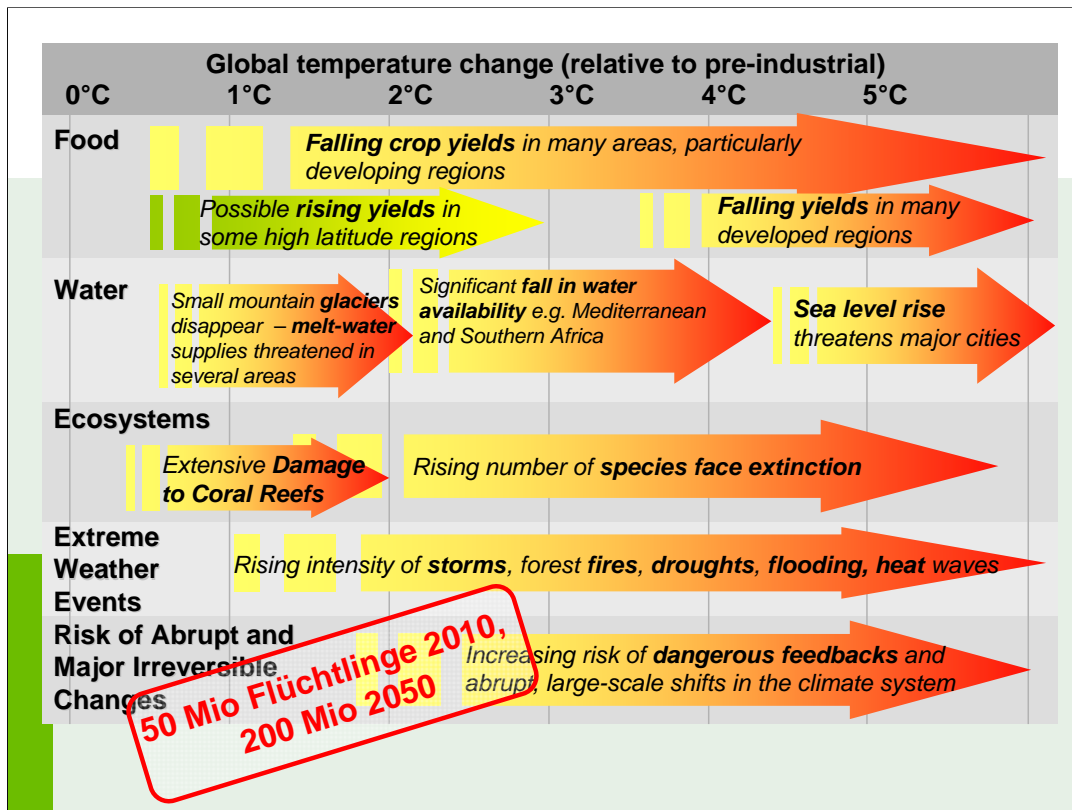 Global temperature change (relative to pre-industrial)
0°C 1°C 2°C 3°C 4°C 5°C
Food
Falling crop yields in many areas, particularly
developing regions
Possible rising yields in
some high latitude regions
Falling yields in many
developed regions
Water
Small mountain glaciers
disappear – melt-water
supplies threatened in
several areas
Significant fall in water
availability e.g. Mediterranean
and Southern Africa
Sea level rise
threatens major cities
Ecosystems
Extensive Damage
to Coral Reefs
Rising number of species face extinction
Extreme
Weather
Events
Rising intensity of storms, forest fires, droughts, flooding, heat waves
Risk of Abrupt and
Major Irreversible
Changes
Increasing risk of dangerous feedbacks and
abrupt, large-scale shifts in the climate system
50 Mio Flüchtlinge 2010,
200 Mio 2050